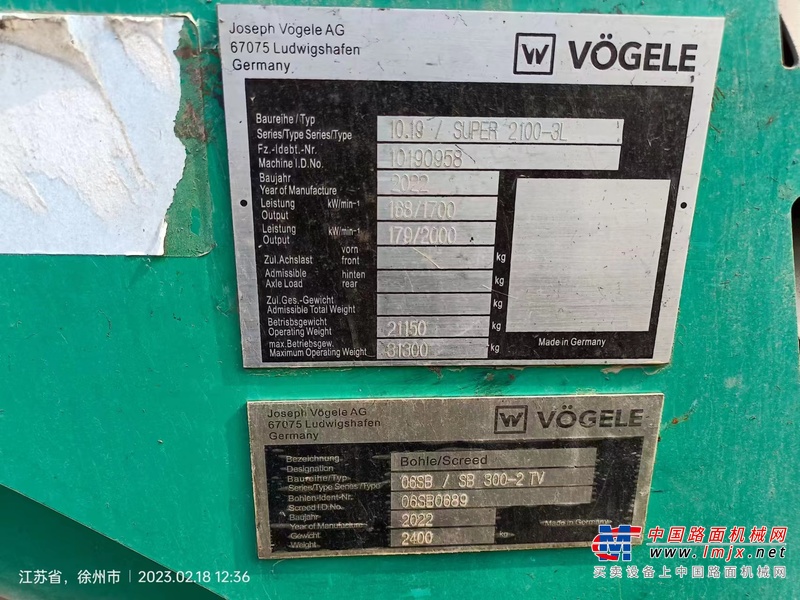 Joseph Vögele AG
67075 Ludwigshafen
Germany
VÖGELE
Baureihe/Typ
Series/Type Series/Type
10.19 / SUPER 2100-3L
Fz.-Ident.-Nr.
Machine I.D.No.
10190958
Baujahr
Year of Manufacture
2022
Leistung kW/min-¹
Output
168/1700
Leistung kW/min-¹
Output
179/2000
vorn
Zul.Achslast front kg
Admissible hinten
Axle Load rear kg
Zul.Ges.-Gewicht
Admissible Total Weight kg
Betriebsgewicht
Operating Weight 21150 kg
max.Betriebsgew.
Maximum Operating Weight 31300 kg
Made in Germany
Joseph Vögele AG
67075 Ludwigshafen
Germany
VÖGELE
Bezeichnung
Designation
Bohle/Screed
Baureihe/Typ
Series/Type Series/Type
06SB / SB 300-2 TV
Bohlen-Ident-Nr.
Screed I.D.No.
06SB0689
Baujahr
Year of Manufacture
2022
Gewicht
Weight
2400 kg
Made in Germany
中国路面机械网
www.lmjx.net
买卖设备上中国路面机械网
江苏省，徐州市 | 2023.02.18 12:36